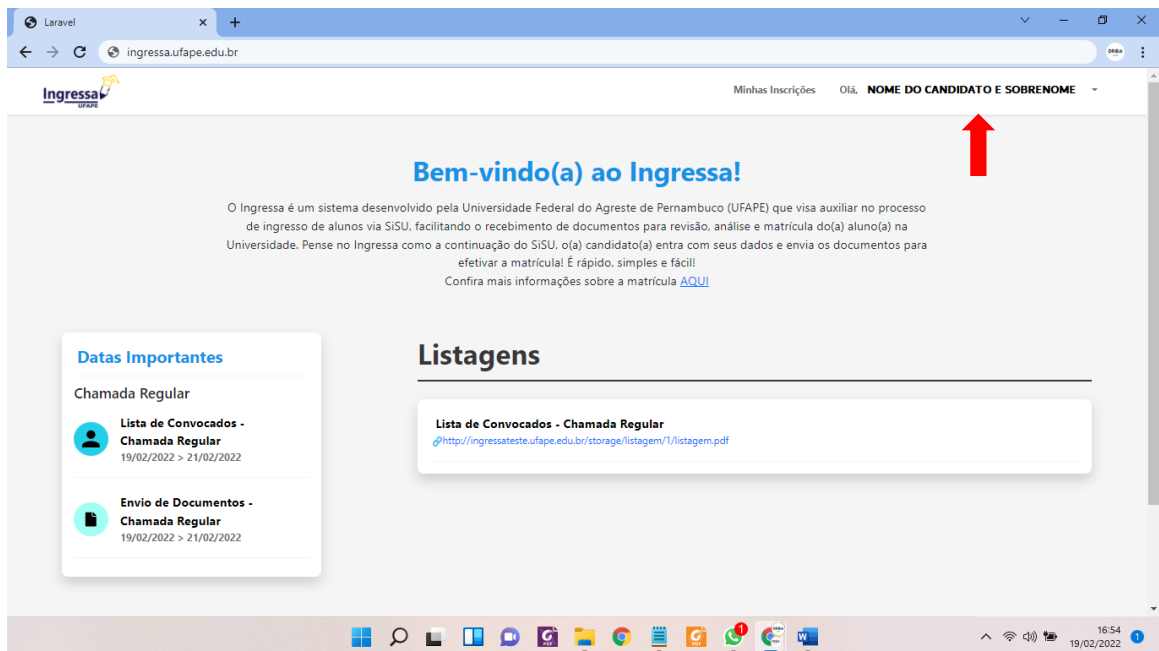 Laravel
ingressa.ufape.edu.br
Ingressa
UFAPE
Minhas Inscrições Olá, NOME DO CANDIDATO E SOBRENOME
Bem-vindo(a) ao Ingressa!
O Ingressa é um sistema desenvolvido pela Universidade Federal do Agreste de Pernambuco (UFAPE) que visa auxiliar no processo
de ingresso de alunos via SiSU, facilitando o recebimento de documentos para revisão, análise e matrícula do(a) aluno(a) na
Universidade. Pense no Ingressa como a continuação do SiSU, o(a) candidato(a) entra com seus dados e envia os documentos para
efetivar a matrícula! É rápido, simples e fácil!
Confira mais informações sobre a matrícula AQUI
Datas Importantes
Chamada Regular
Lista de Convocados -
Chamada Regular
19/02/2022 > 21/02/2022
Envio de Documentos -
Chamada Regular
19/02/2022 > 21/02/2022
Listagens
Lista de Convocados - Chamada Regular
http://ingressateste.ufape.edu.br/storage/listagem/1/listagem.pdf
16:54
19/02/2022
1